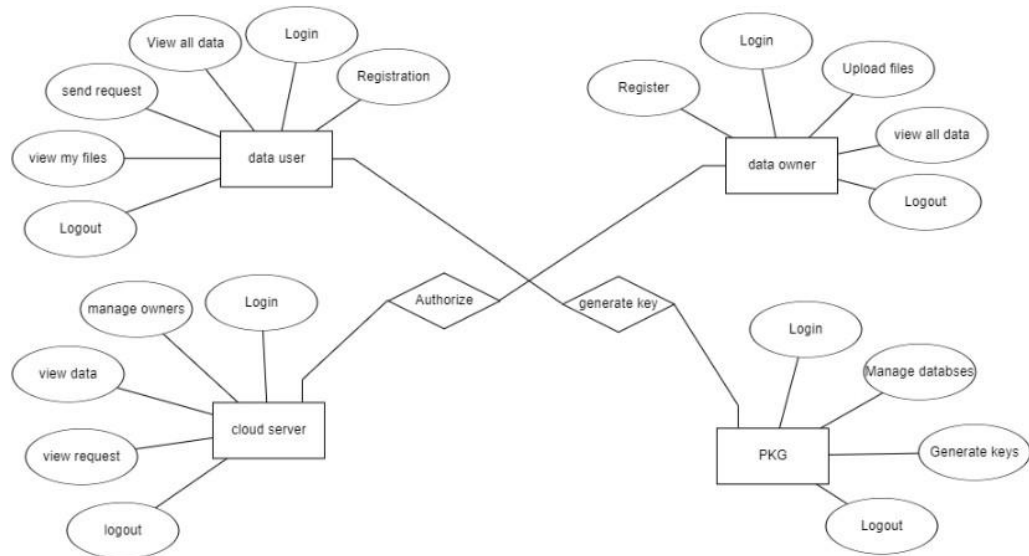 View all data
Login
Registration
send request
view my files
Logout
data user
Login
Upload files
Register
view all data
data owner
Logout
Authorize
generate key
manage owners
Login
view data
cloud server
view request
logout
Login
Manage databses
PKG
Generate keys
Logout